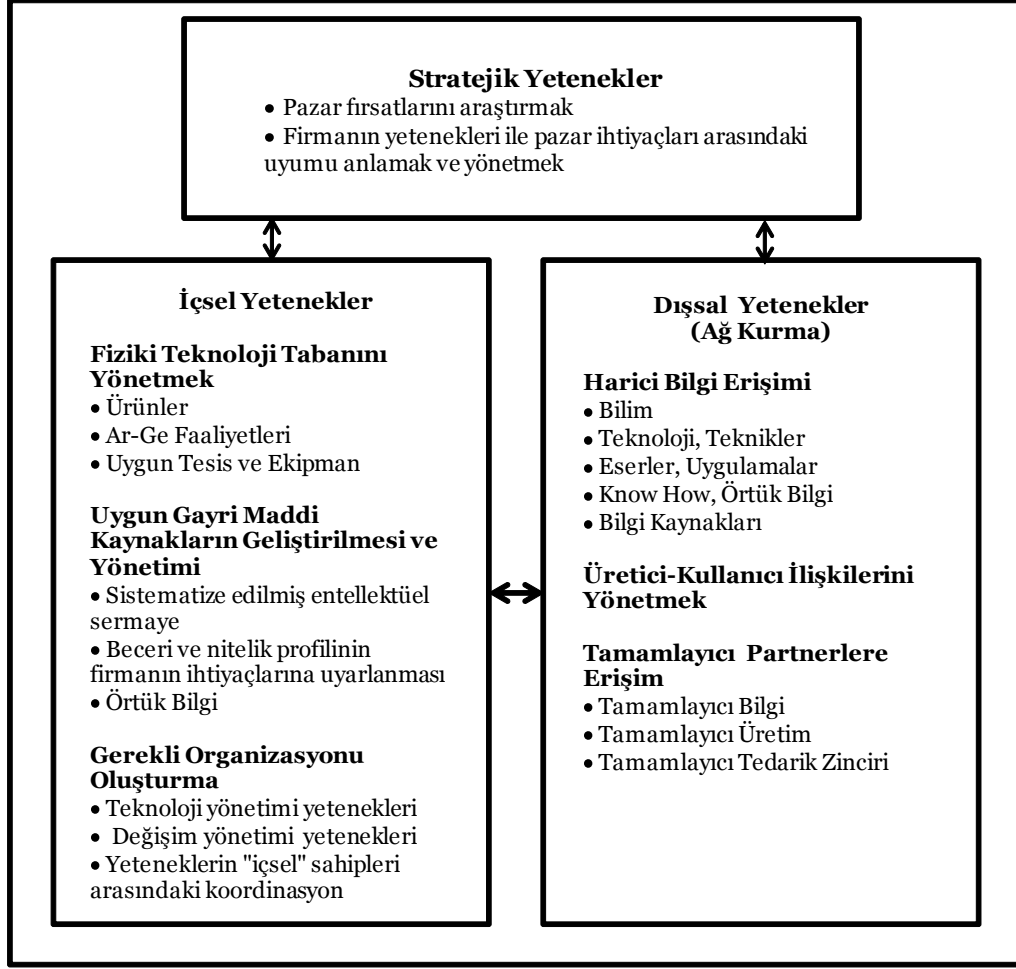 Stratejik Yetenekler
• Pazar fırsatlarını araştırmak
• Firmanın yetenekleri ile pazar ihtiyaçları arasındaki
uyumu anlamak ve yönetmek
İçsel Yetenekler
Fiziki Teknoloji Tabanını
Yönetmek
• Ürünler
• Ar-Ge Faaliyetleri
• Uygun Tesis ve Ekipman
Uygun Gayri Maddi
Kaynakların Geliştirilmesi ve
Yönetimi
• Sistematize edilmiş entellektüel
sermaye
• Beceri ve nitelik profilinin
firmanın ihtiyaçlarına uyarlanması
• Örtük Bilgi
Gerekli Organizasyonu
Oluşturma
• Teknoloji yönetimi yetenekleri
• Değişim yönetimi yetenekleri
• Yeteneklerin "içsel" sahipleri
arasındaki koordinasyon
Dışsal Yetenekler
(Ağ Kurma)
Harici Bilgi Erişimi
• Bilim
• Teknoloji, Teknikler
• Eserler, Uygulamalar
• Know How, Örtük Bilgi
• Bilgi Kaynakları
Üretici-Kullanıcı İlişkilerini
Yönetmek
Tamamlayıcı Partnerlere
Erişim
• Tamamlayıcı Bilgi
• Tamamlayıcı Üretim
• Tamamlayıcı Tedarik Zinciri